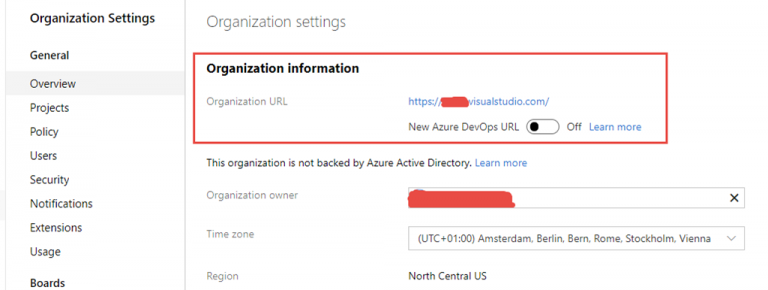 Organization Settings
Organization settings
General
Overview
Projects
Policy
Users
Security
Notifications
Extensions
Usage
Boards
Organization information
Organization URL
https:// visualstudio.com/
New Azure DevOps URL Off Learn more
This organization is not backed by Azure Active Directory. Learn more
Organization owner
Time zone
(UTC+01:00) Amsterdam, Berlin, Bern, Rome, Stockholm, Vienna
Region
North Central US